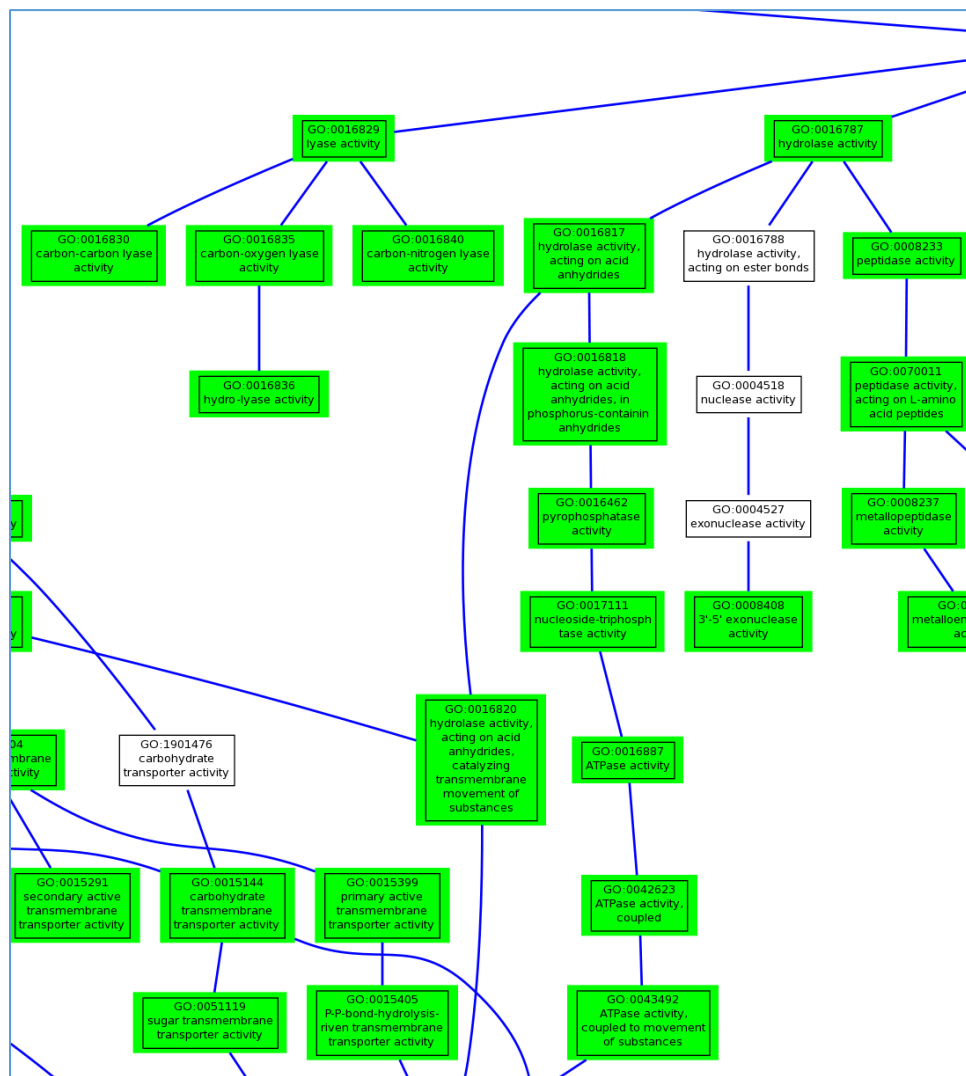 GO:0016829
lyase activity
GO:0016787
hydrolase activity
GO:0016830
carbon-carbon lyase
activity
GO:0016835
carbon-oxygen lyase
activity
GO:0016840
carbon-nitrogen lyase
activity
GO:0016817
hydrolase activity,
acting on acid
anhydrides
GO:0016788
hydrolase activity,
acting on ester bonds
GO:0008233
peptidase activity
GO:0016836
hydro-lyase activity
GO:0016818
hydrolase activity,
acting on acid
anhydrides, in
phosphorus-containin
anhydrides
GO:0004518
nuclease activity
GO:0070011
peptidase activity,
acting on L-amino
acid peptides
GO:0016462
pyrophosphatase
activity
GO:0004527
exonuclease activity
GO:0008237
metallopeptidase
activity
y
GO:0017111
nucleoside-triphosph
tase activity
GO:0008408
3'-5' exonuclease
activity
GO:0
metalloen
ac
y
GO:0016820
hydrolase activity,
acting on acid
anhydrides,
catalyzing
transmembrane
movement of
substances
04
mbrane
ctivity
GO:1901476
carbohydrate
transporter activity
GO:0016887
ATPase activity
GO:0015291
secondary active
transmembrane
transporter activity
GO:0015144
carbohydrate
transmembrane
transporter activity
GO:0015399
primary active
transmembrane
transporter activity
GO:0042623
ATPase activity,
coupled
GO:0051119
sugar transmembrane
transporter activity
GO:0015405
P-P-bond-hydrolysis-
riven transmembrane
transporter activity
GO:0043492
ATPase activity,
coupled to movement
of substances